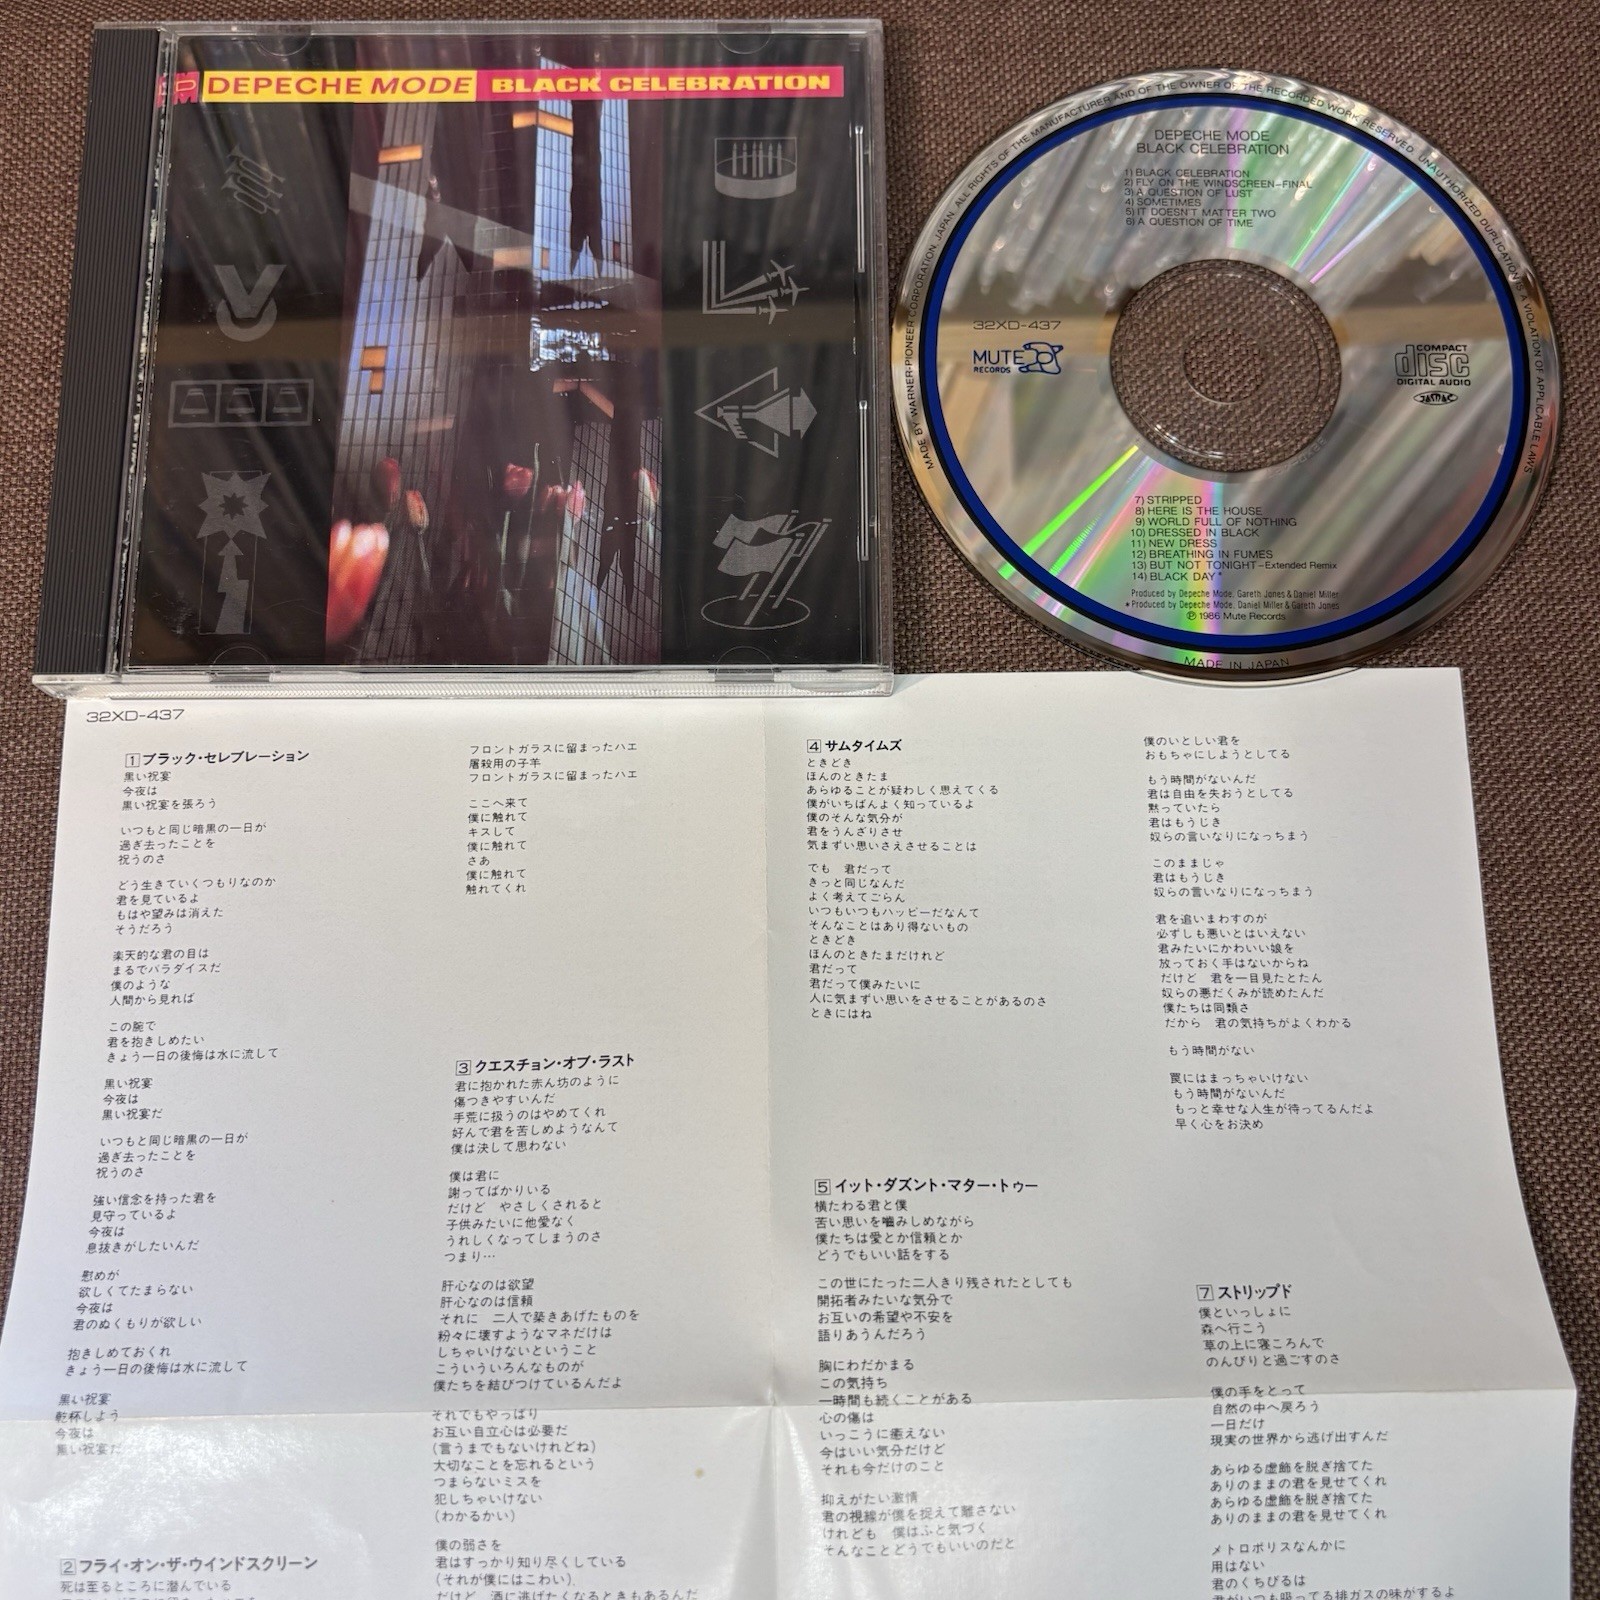 DEPECHE MODE BLACK CELEBRATION
MADE BY WARNER-PIONEER CORPORATION, JAPAN. ALL RIGHTS OF THE MANUFACTURER AND OF THE OWNER OF THE RECORDED WORK RESERVED. UNAUTHORIZED DUPLICATION IS A VIOLATION OF APPLICABLE LAWS
DEPECHE MODE
BLACK CELEBRATION
1) BLACK CELEBRATION
2) FLY ON THE WINDSCREEN–FINAL
3) A QUESTION OF LUST
4) SOMETIMES
5) IT DOESN'T MATTER TWO
6) A QUESTION OF TIME
32XD-437
MUTE
RECORDS
COMPACT
disc
DIGITAL AUDIO
JASRAC
7) STRIPPED
8) HERE IS THE HOUSE
9) WORLD FULL OF NOTHING
10) DRESSED IN BLACK
11) NEW DRESS
12) BREATHING IN FUMES
13) BUT NOT TONIGHT–Extended Remix
14) BLACK DAY*
Produced by Depeche Mode, Gareth Jones & Daniel Miller
* Produced by Depeche Mode, Daniel Miller & Gareth Jones
Ⓟ 1986 Mute Records
MADE IN JAPAN
32XD-437
1 ブラック・セレブレーション
黒い祝宴
今夜は
黒い祝宴を張ろう
いつもと同じ暗黒の一日が
過ぎ去ったことを
祝うのさ
どう生きていくつもりなのか
君を見ているよ
もはや望みは消えた
そうだろう
楽天的な君の目は
まるでパラダイスだ
僕のような
人間から見れば
この腕で
君を抱きしめたい
きょう一日の後悔は水に流して
黒い祝宴
今夜は
黒い祝宴だ
いつもと同じ暗黒の一日が
過ぎ去ったことを
祝うのさ
強い信念を持った君を
見守っているよ
今夜は
息抜きがしたいんだ
慰めが
欲しくてたまらない
今夜は
君のぬくもりが欲しい
抱きしめておくれ
きょう一日の後悔は水に流して
黒い祝宴
乾杯しよう
今夜は
黒い祝宴だ
2 フライ・オン・ザ・ウインドスクリーン
死は至るところに潜んでいる
フロントガラスに留まったハエ
屠殺用の子羊
フロントガラスに留まったハエ
ここへ来て
僕に触れて
キスして
僕に触れて
さあ
僕に触れて
触れてくれ
3 クエスチョン・オブ・ラスト
君に抱かれた赤ん坊のように
傷つきやすいんだ
手荒に扱うのはやめてくれ
好んで君を苦しめようなんて
僕は決して思わない
僕は君に
謝ってばかりいる
だけど　やさしくされると
子供みたいに他愛なく
うれしくなってしまうのさ
つまり…
肝心なのは欲望
肝心なのは信頼
それに　二人で築きあげたものを
粉々に壊すようなマネだけは
しちゃいけないということ
こういういろんなものが
僕たちを結びつけているんだよ
それでもやっぱり
お互い自立心は必要だ
(言うまでもないけれどね)
大切なことを忘れるという
つまらないミスを
犯しちゃいけない
(わかるかい)
僕の弱さを
君はすっかり知り尽くしている
(それが僕にはこわい)
だけど　酒に逃げたくなるときもあるんだ
4 サムタイムズ
ときどき
ほんのときたま
あらゆることが疑わしく思えてくる
僕がいちばんよく知っているよ
僕のそんな気分が
君をうんざりさせ
気まずい思いさえさせることは
でも　君だって
きっと同じなんだ
よく考えてごらん
いつもいつもハッピーだなんて
そんなことはあり得ないもの
ときどき
ほんのときたまだけれど
君だって
君だって僕みたいに
人に気まずい思いをさせることがあるのさ
ときにはね
5 イット・ダズント・マター・トゥー
横たわる君と僕
苦い思いを噛みしめながら
僕たちは愛とか信頼とか
どうでもいい話をする
この世にたった二人きり残されたとしても
開拓者みたいな気分で
お互いの希望や不安を
語りあうんだろう
胸にわだかまる
この気持ち
一時間も続くことがある
心の傷は
いっこうに癒えない
今はいい気分だけど
それも今だけのこと
抑えがたい激情
君の視線が僕を捉えて離さない
けれども　僕はふと気づく
そんなことどうでもいいのだと
僕のいとしい君を
おもちゃにしようとしてる
もう時間がないんだ
君は自由を失おうとしてる
黙っていたら
君はもうじき
奴らの言いなりになっちまう
このままじゃ
君はもうじき
奴らの言いなりになっちまう
君を追いまわすのが
必ずしも悪いとはいえない
君みたいにかわいい娘を
放っておく手はないからね
だけど　君を一目見たとたん
奴らの悪だくみが読めたんだ
僕たちは同類さ
だから　君の気持ちがよくわかる
もう時間がない
罠にはまっちゃいけない
もう時間がないんだ
もっと幸せな人生が待ってるんだよ
早く心をお決め
7 ストリップド
僕といっしょに
森へ行こう
草の上に寝ころんで
のんびりと過ごすのさ
僕の手をとって
自然の中へ戻ろう
一日だけ
現実の世界から逃げ出すんだ
あらゆる虚飾を脱ぎ捨てた
ありのままの君を見せてくれ
あらゆる虚飾を脱ぎ捨てた
ありのままの君を見せてくれ
メトロポリスなんかに
用はない
君のくちびるは
君がいつも吸ってる排ガスの味がするよ